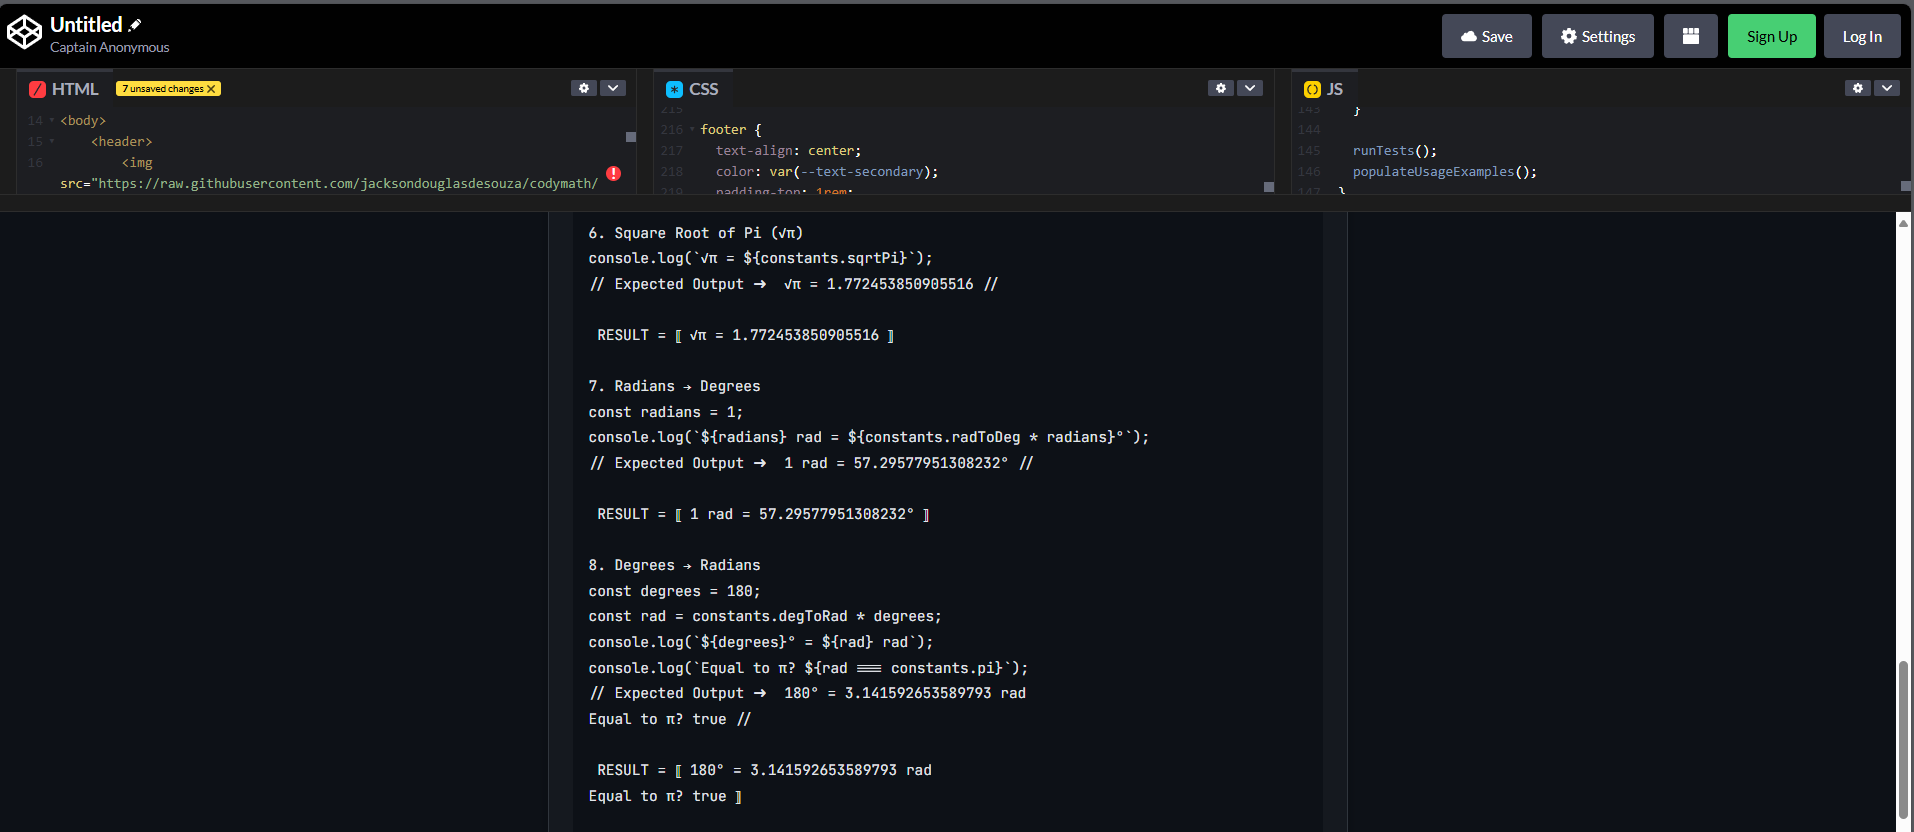 Untitled
Captain Anonymous
Save
Settings
Sign Up
Log In
HTML
7 unsaved changes X
14 <body>
15 <header>
16 <img
src="https://raw.githubusercontent.com/jacksondouglasdesouza/codymath/
CSS
215
216 footer {
217 text-align: center;
218 color: var(--text-secondary);
219 padding-top: 1rem;
JS
143 }
144
145 runTests();
146 populateUsageExamples();
147 }
6. Square Root of Pi (√π)
console.log(`√π = ${constants.sqrtPi}`);
// Expected Output ➜ √π = 1.772453850905516 //
RESULT = ⟦ √π = 1.772453850905516 ⟧
7. Radians → Degrees
const radians = 1;
console.log(`${radians} rad = ${constants.radToDeg * radians}°`);
// Expected Output ➜ 1 rad = 57.29577951308232° //
RESULT = ⟦ 1 rad = 57.29577951308232° ⟧
8. Degrees → Radians
const degrees = 180;
const rad = constants.degToRad * degrees;
console.log(`${degrees}° = ${rad} rad`);
console.log(`Equal to π? ${rad === constants.pi}`);
// Expected Output ➜ 180° = 3.141592653589793 rad
Equal to π? true //
RESULT = ⟦ 180° = 3.141592653589793 rad
Equal to π? true ⟧